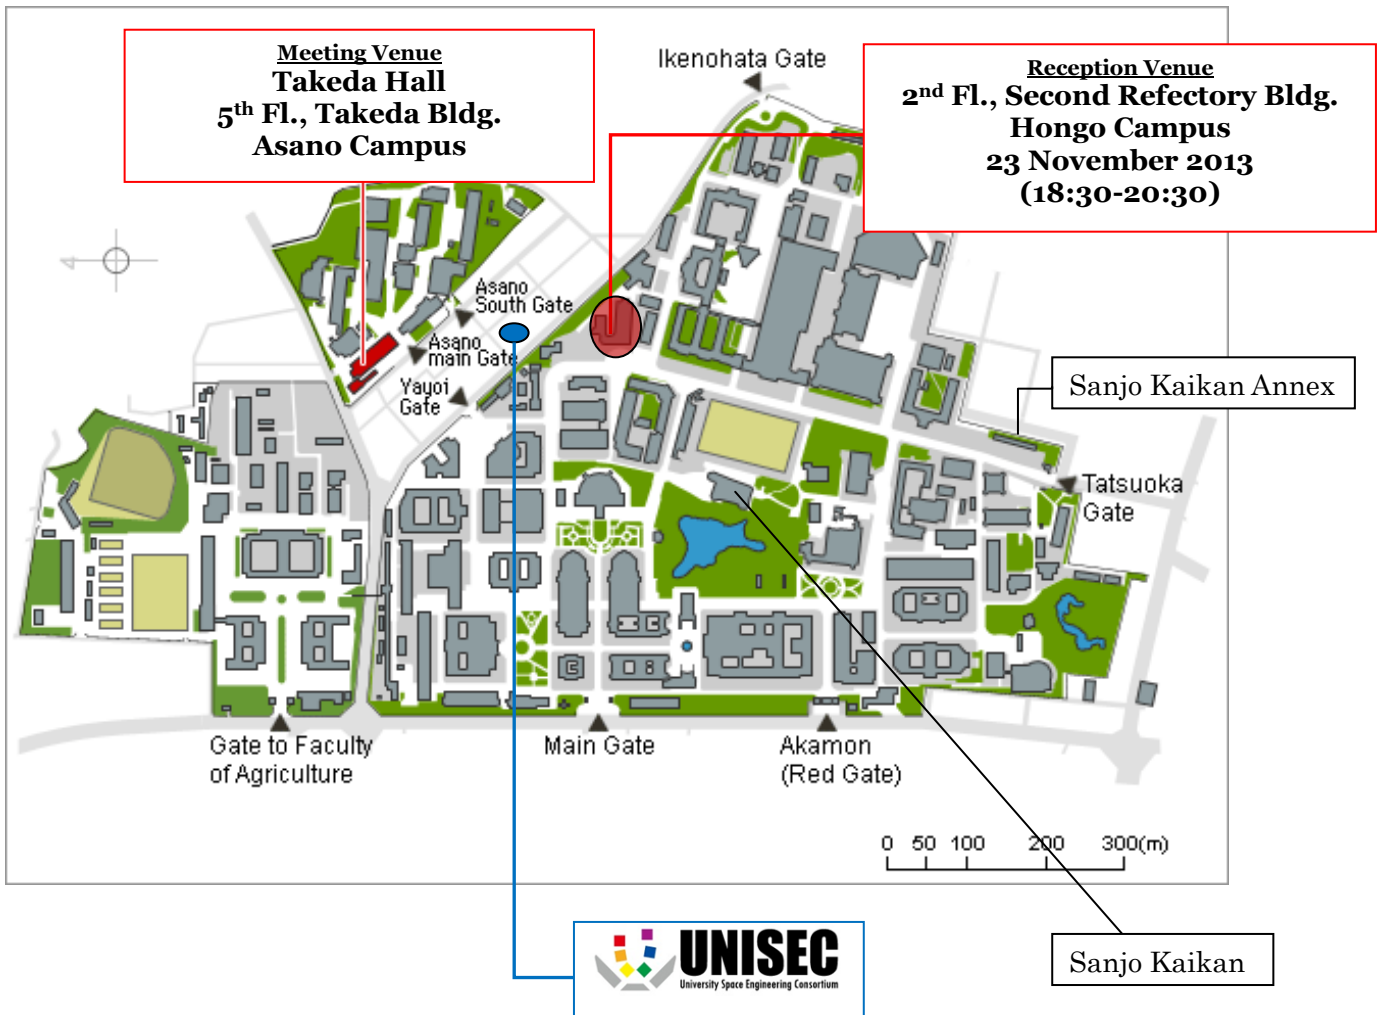 Meeting Venue
Takeda Hall
5th Fl., Takeda Bldg.
Asano Campus
Ikenohata Gate
Reception Venue
2nd Fl., Second Refectory Bldg.
Hongo Campus
23 November 2013
(18:30-20:30)
Asano
South Gate
Asano
main Gate
Yayoi
Gate
Sanjo Kaikan Annex
Tatsuoka
Gate
Gate to Faculty
of Agriculture
Main Gate
Akamon
(Red Gate)
0 50 100 200 300(m)
UNISEC
University Space Engineering Consortium
Sanjo Kaikan